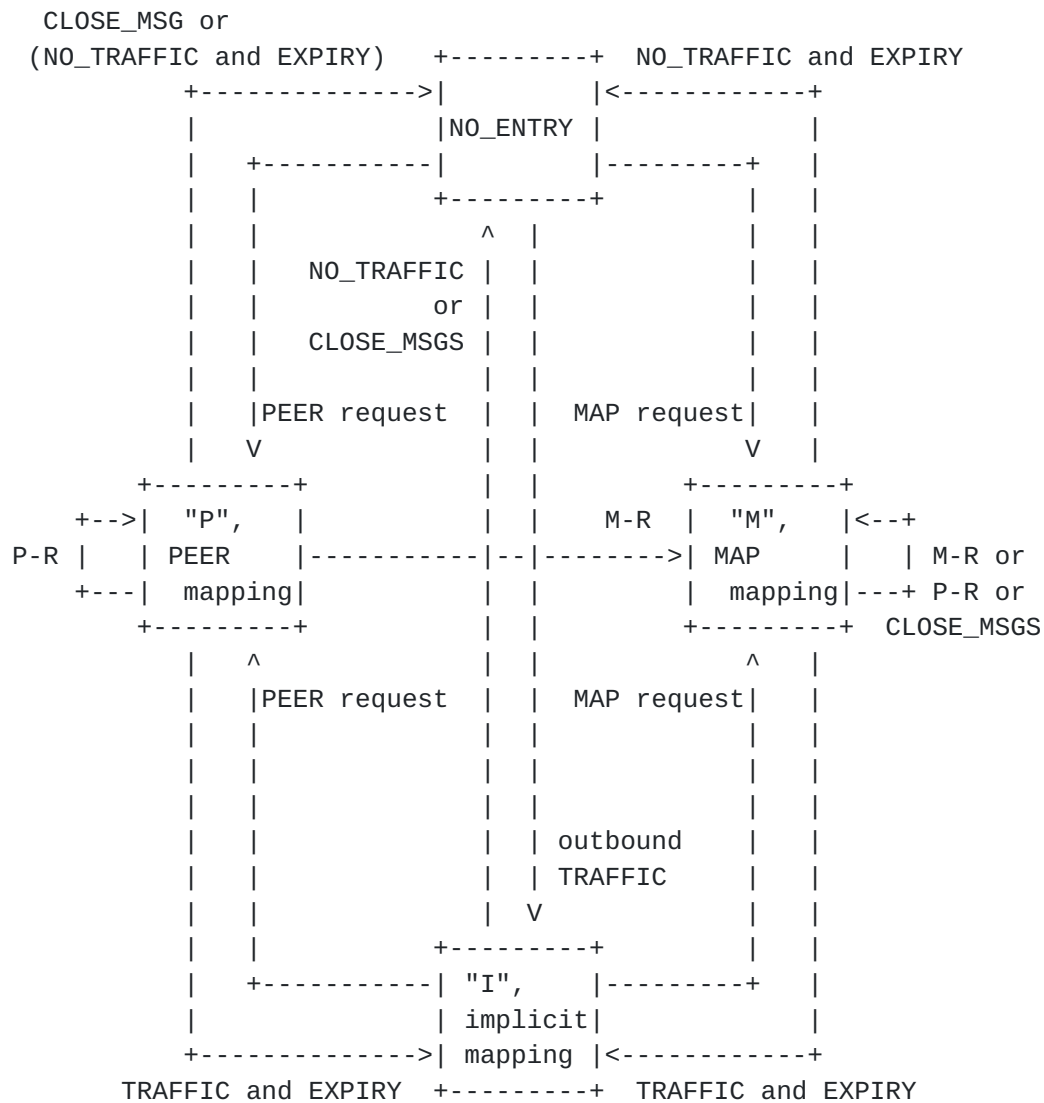 CLOSE_MSG or
(NO_TRAFFIC and EXPIRY) NO_TRAFFIC and EXPIRY
NO_ENTRY
NO_TRAFFIC
or
CLOSE_MSGS
PEER request MAP request
"P", M-R "M",
P-R PEER MAP M-R or
mapping mapping P-R or
CLOSE_MSGS
PEER request MAP request
outbound
TRAFFIC
"I",
implicit
mapping
TRAFFIC and EXPIRY TRAFFIC and EXPIRY